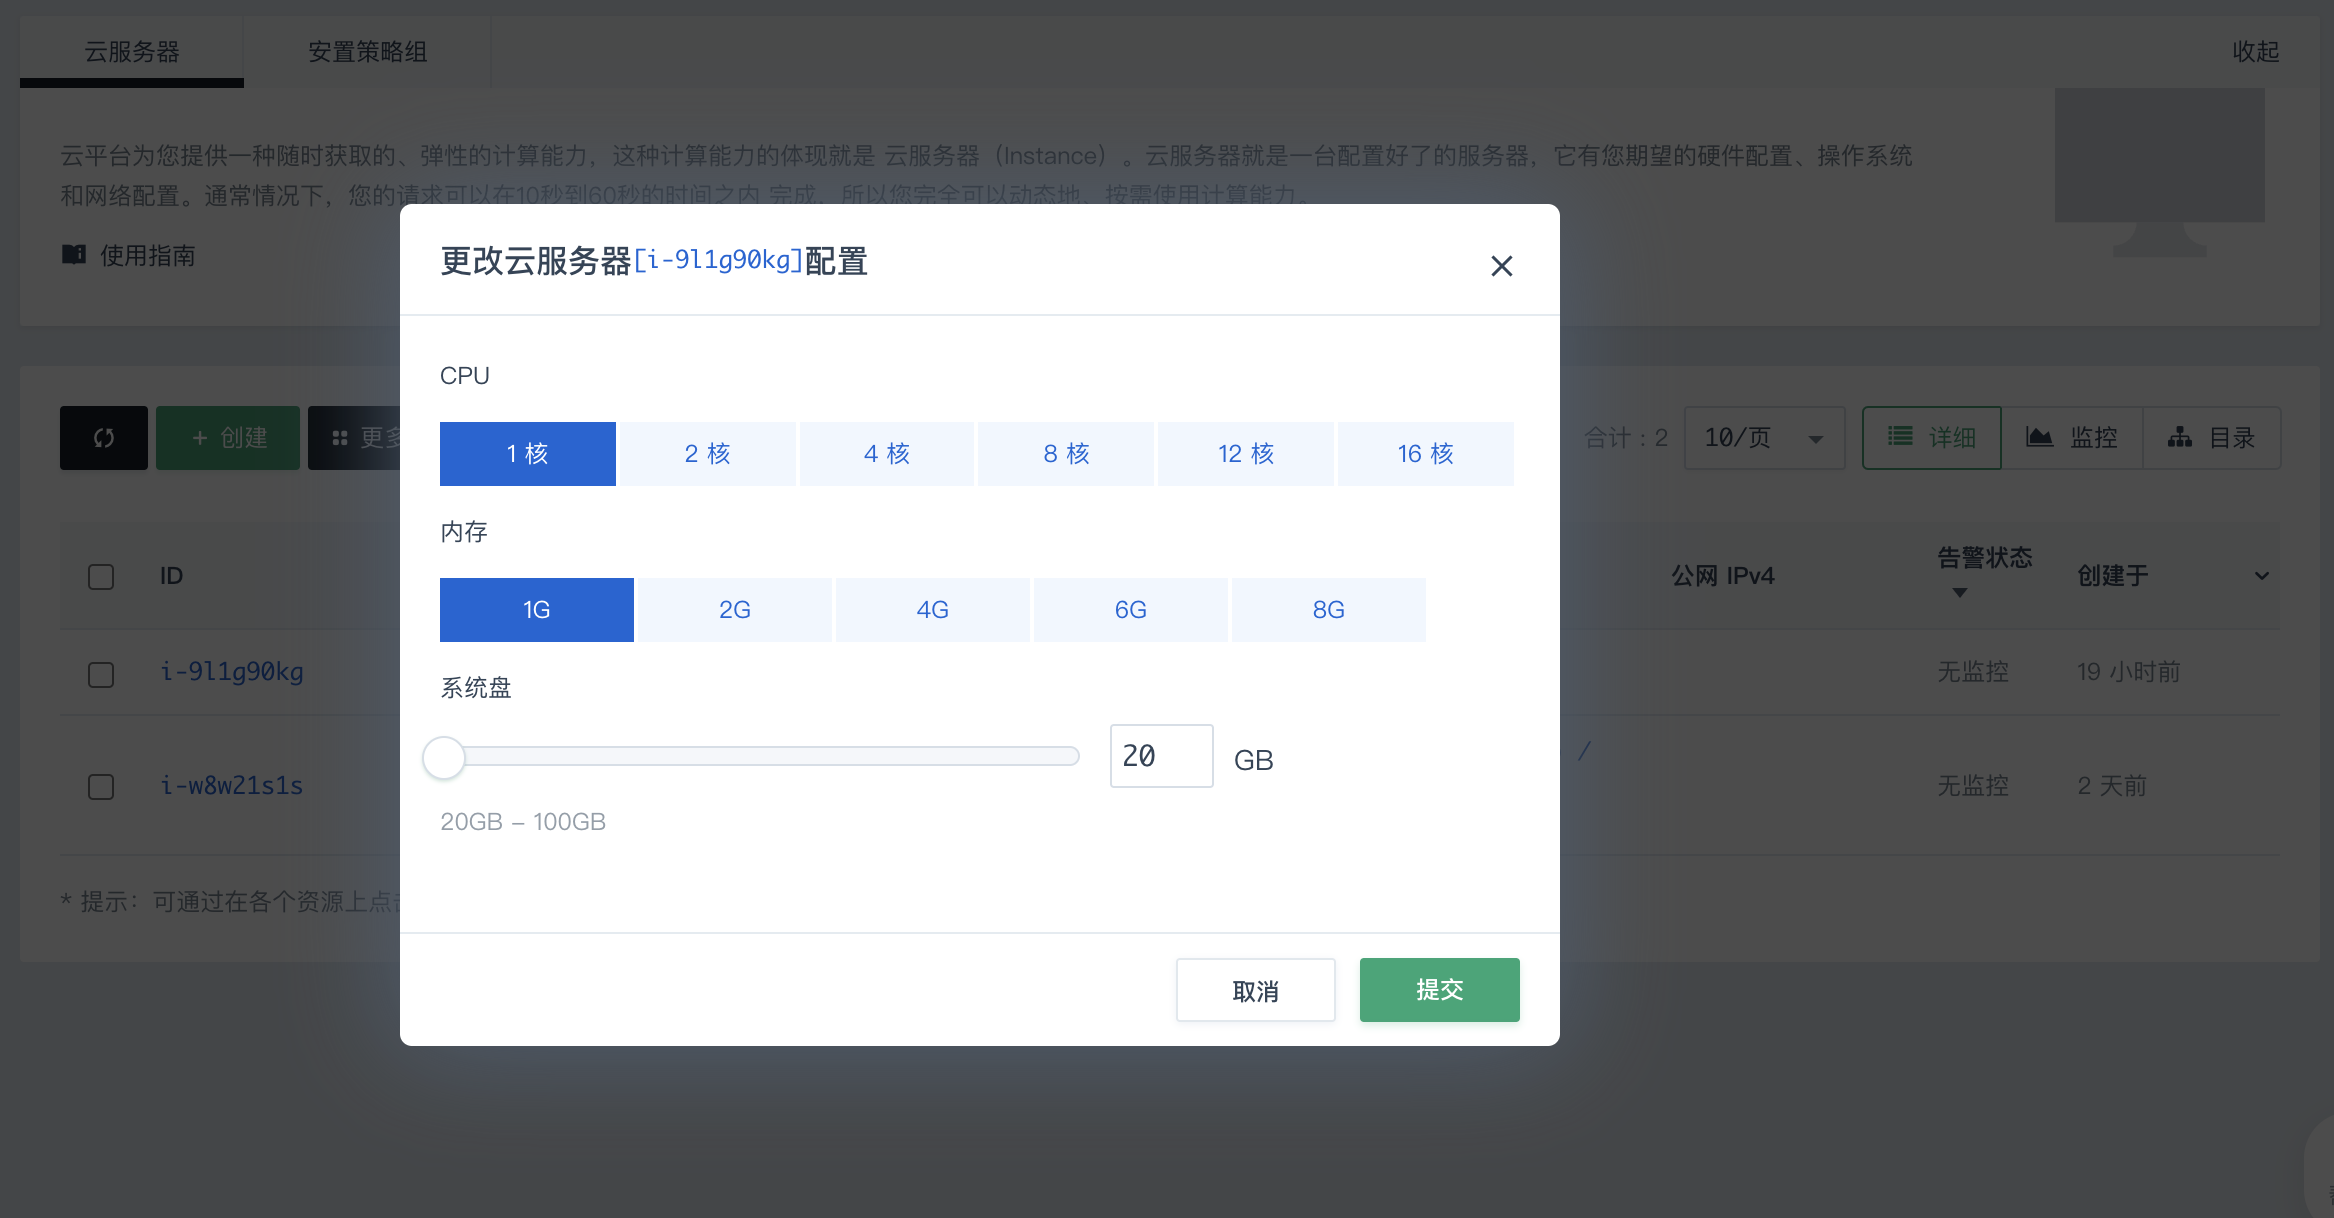 云服务器
安置策略组
收起
云平台为您提供一种随时获取的、弹性的计算能力，这种计算能力的体现就是 云服务器（Instance）。云服务器就是一台配置好了的服务器，它有您期望的硬件配置、操作系统
和网络配置。通常情况下，您的请求可以在10秒到60秒的时间之内 完成，所以您完全可以动态地、按需使用计算能力。
使用指南
更改云服务器[i-9l1g90kg]配置
CPU
1 核
2 核
4 核
8 核
12 核
16 核
内存
1G
2G
4G
6G
8G
系统盘
20
GB
20GB – 100GB
取消
提交
+ 创建
更多
合计：2
10/页
详细
监控
目录
ID
公网 IPv4
告警状态
创建于
i-9l1g90kg
无监控
19 小时前
i-w8w21s1s
/
无监控
2 天前
* 提示：可通过在各个资源上点